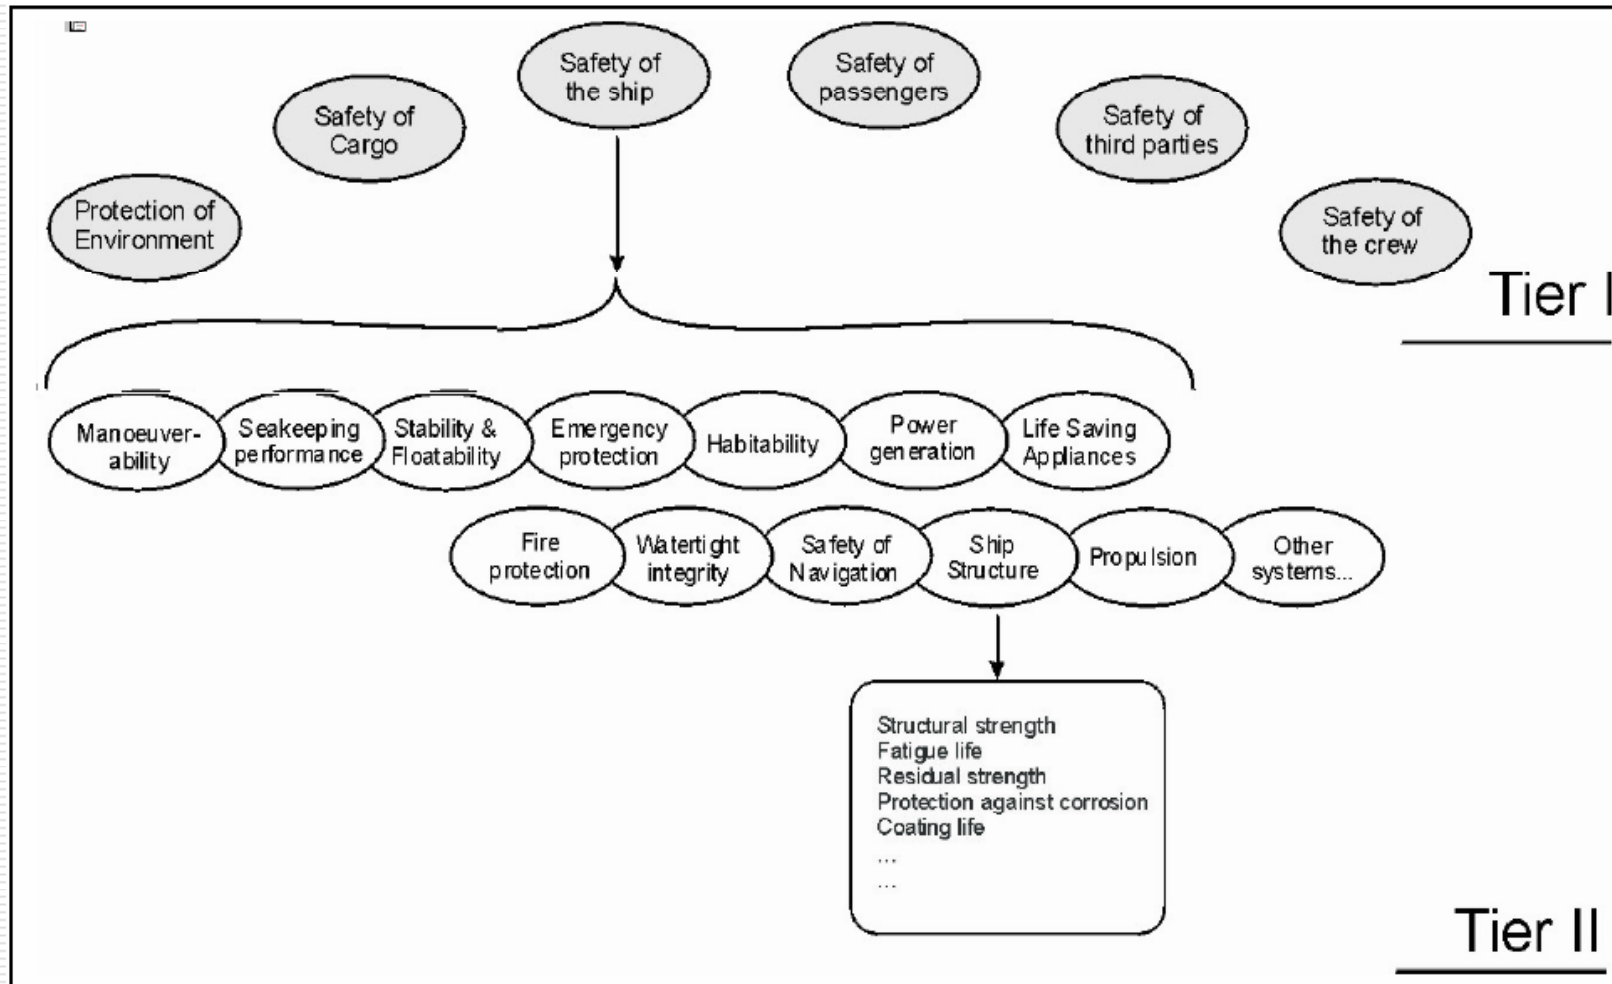 Safety of
the ship
Safety of
passengers
Safety of
Cargo
Safety of
third parties
Protection of
Environment
Safety of
the crew
Tier I
Manoeuver-
ability
Seakeeping
performance
Stability &
Floatability
Emergency
protection
Habitability
Power
generation
Life Saving
Appliances
Fire
protection
Watertight
integrity
Safety of
Navigation
Ship
Structure
Propulsion
Other
systems...
Structural strength
Fatigue life
Residual strength
Protection against corrosion
Coating life
...
...
Tier II